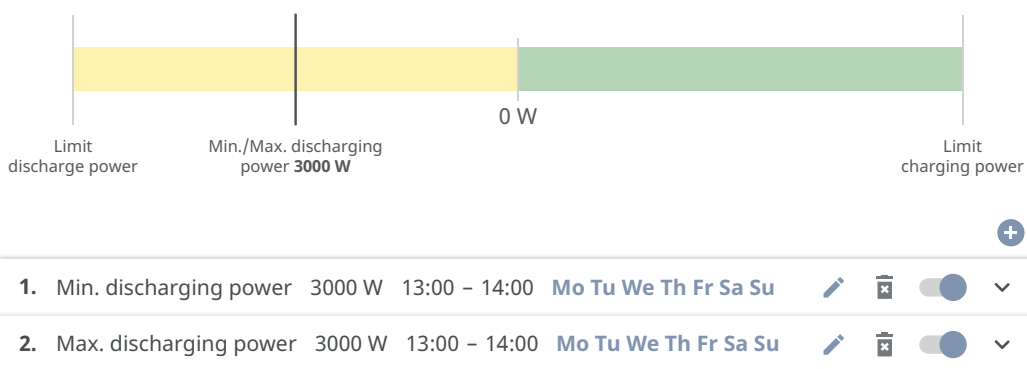 0 W
Limit
discharge power
Min./Max. discharging
power 3000 W
Limit
charging power
1. Min. discharging power 3000 W 13:00 – 14:00 Mo Tu We Th Fr Sa Su
2. Max. discharging power 3000 W 13:00 – 14:00 Mo Tu We Th Fr Sa Su